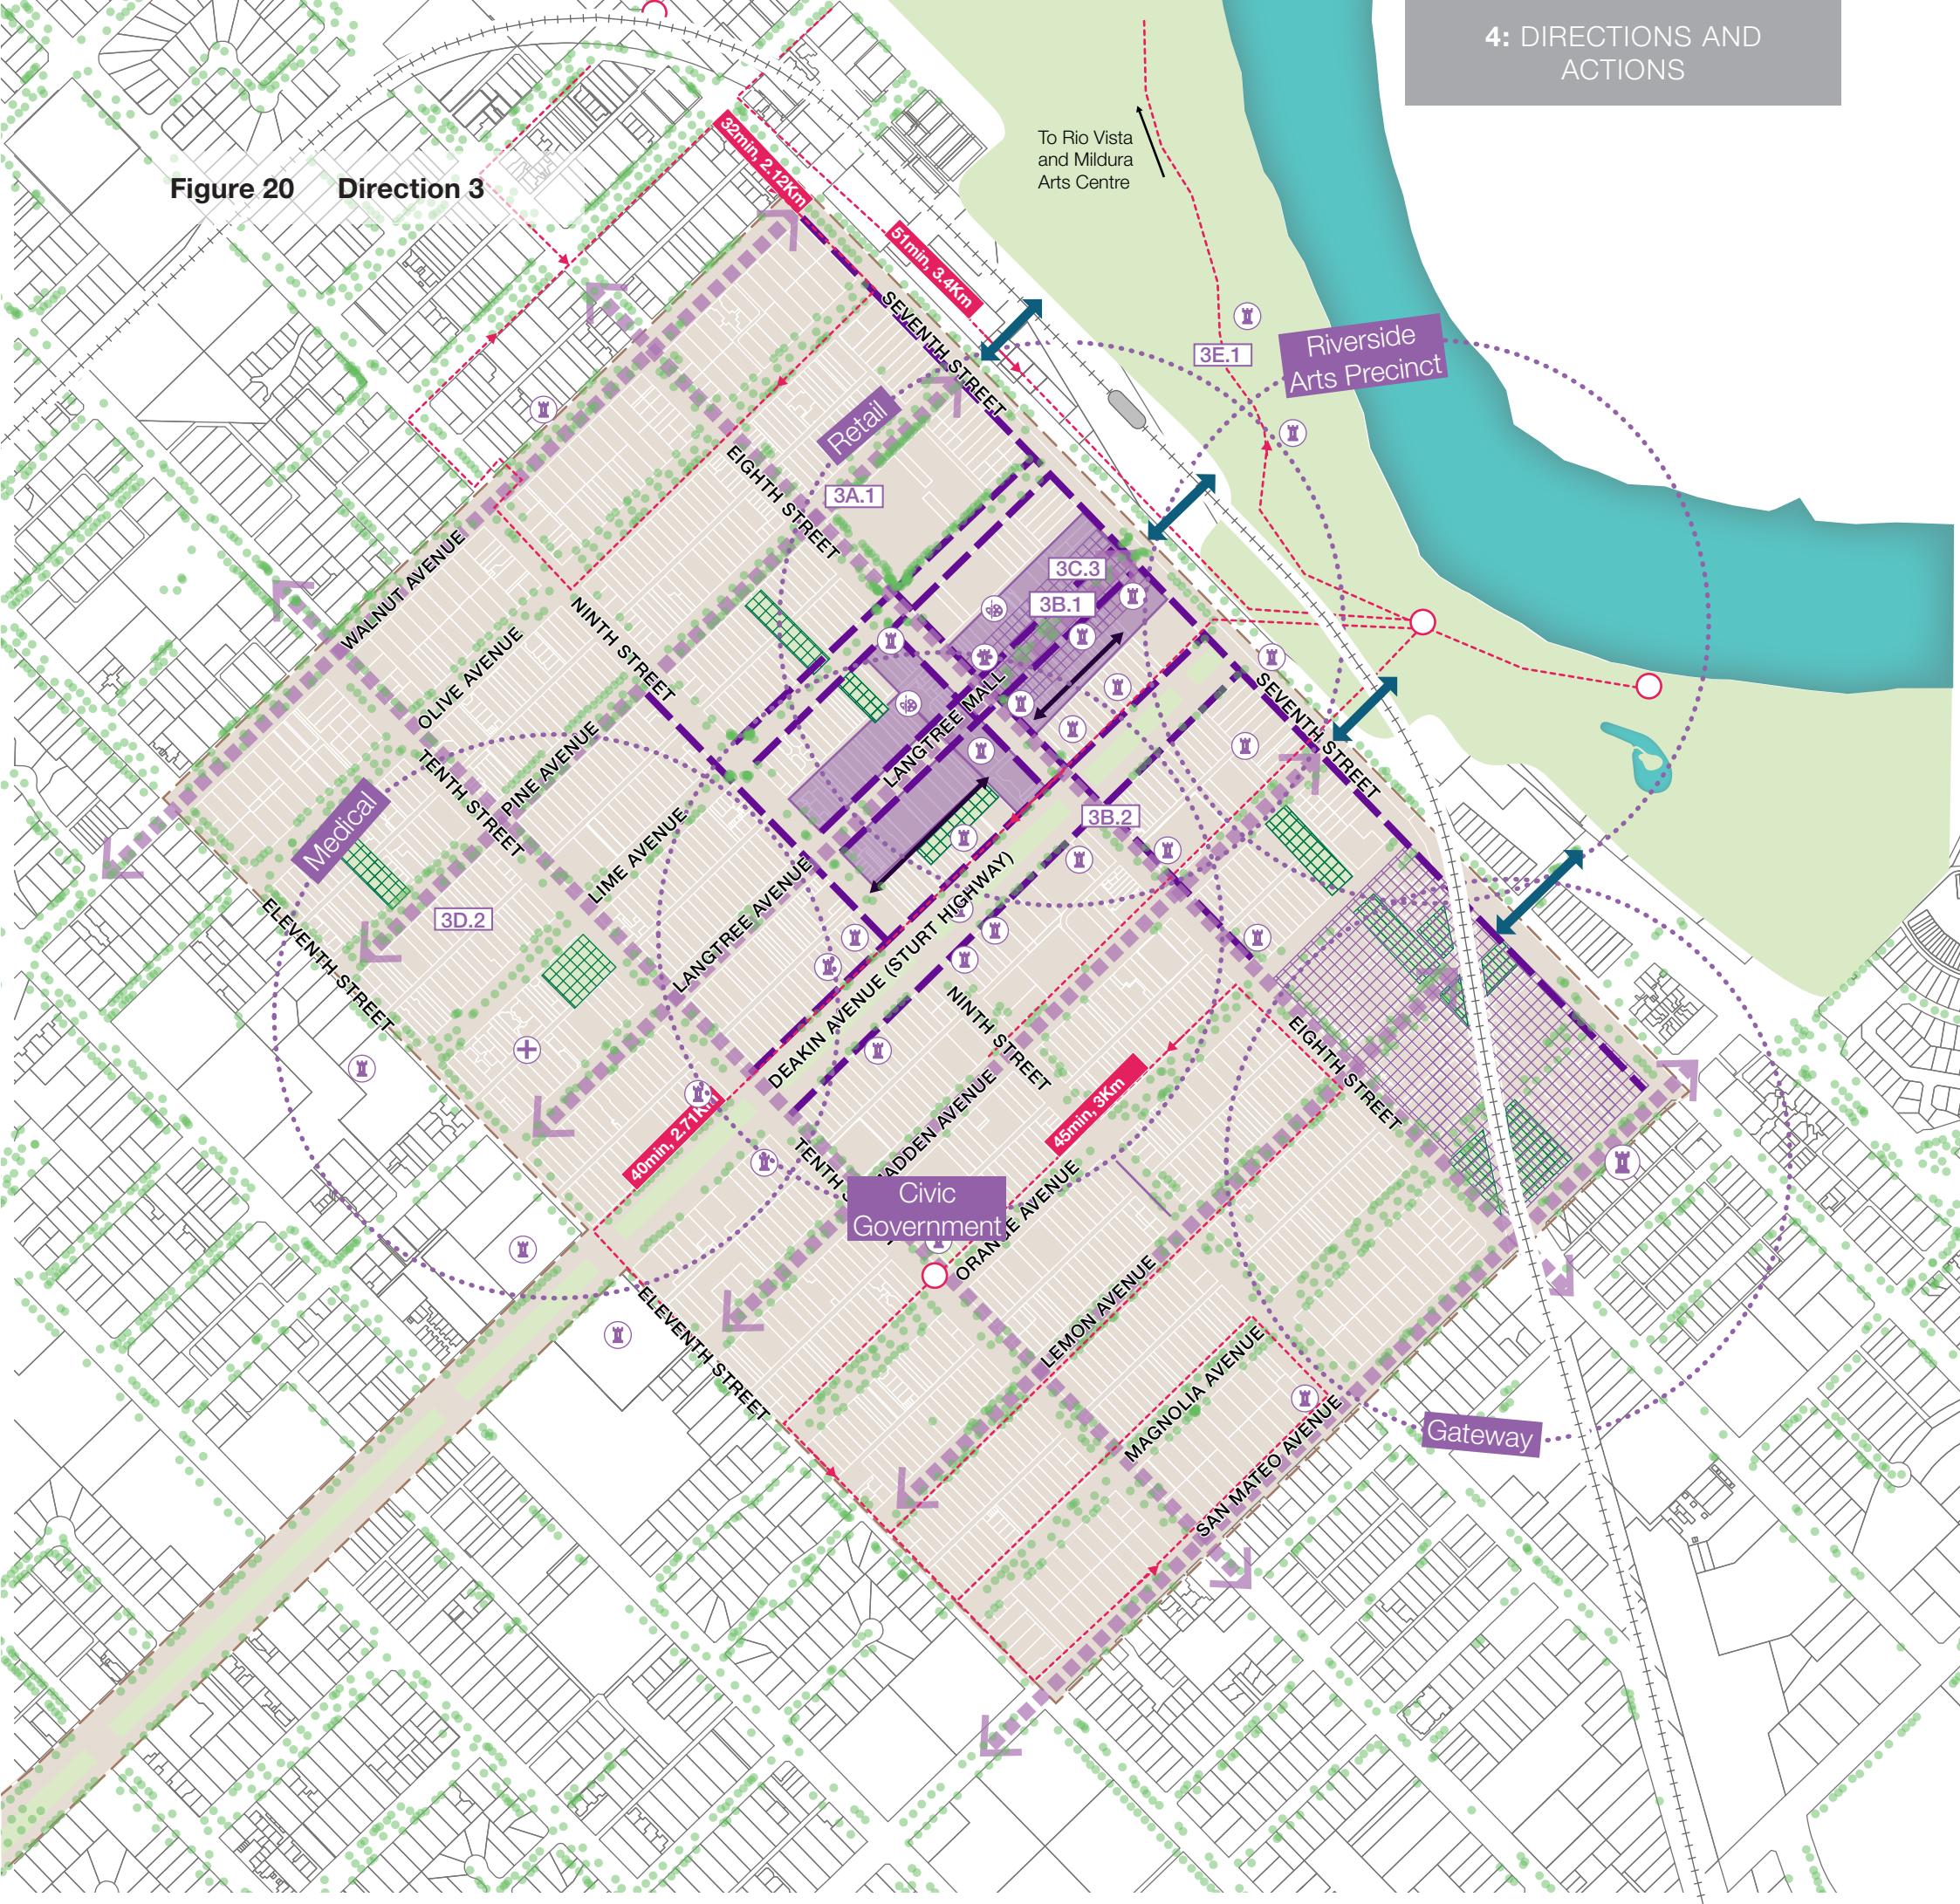 4: DIRECTIONS AND
ACTIONS
To Rio Vista
and Mildura
Arts Centre
Figure 20 Direction 3
32min, 2.12Km
51min, 3.4Km
SEVENTH STREET
3E.1
Riverside
Arts Precinct
Retail
EIGHTH STREET
3A.1
WALNUT AVENUE
3C.3
3B.1
NINTH STREET
OLIVE AVENUE
LANGTREE MALL
SEVENTH STREET
PINE AVENUE
TENTH STREET
Medical
LIME AVENUE
3B.2
3D.2
LANGTREE AVENUE
ELEVENTH STREET
DEAKIN AVENUE (STURT HIGHWAY)
NINTH STREET
EIGHTH STREET
40min, 2.71Km
45min, 3Km
TENTH S
ADDEN AVENUE
Civic
Government
ORANGE AVENUE
LEMON AVENUE
ELEVENTH STREET
MAGNOLIA AVENUE
SAN MATEO AVENUE
Gateway